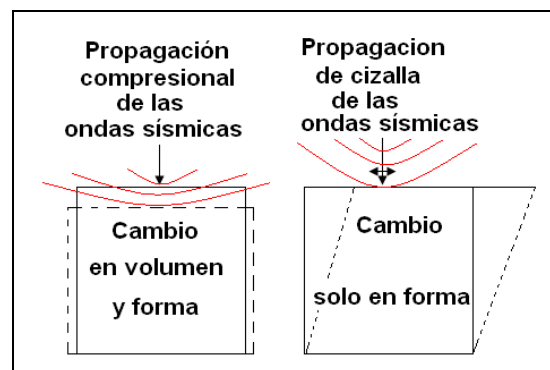 Propagación
compresional
de las
ondas sísmicas
Propagacion
de cizalla
de las
ondas sísmicas
Cambio
en volumen
y forma
Cambio
solo en forma